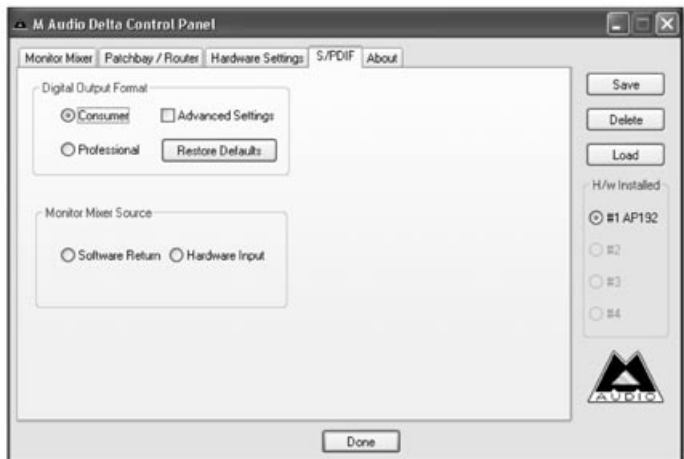 M Audio Delta Control Panel
Monitor Mixer Patchbay / Router Hardware Settings S/PDIF About
Digital Output Format
Consumer Advanced Settings
Professional Restore Defaults
Monitor Mixer Source
Software Return Hardware Input
Save
Delete
Load
H/w Installed
#1 AP192
#2
#3
#4
M
AUDIO
Done